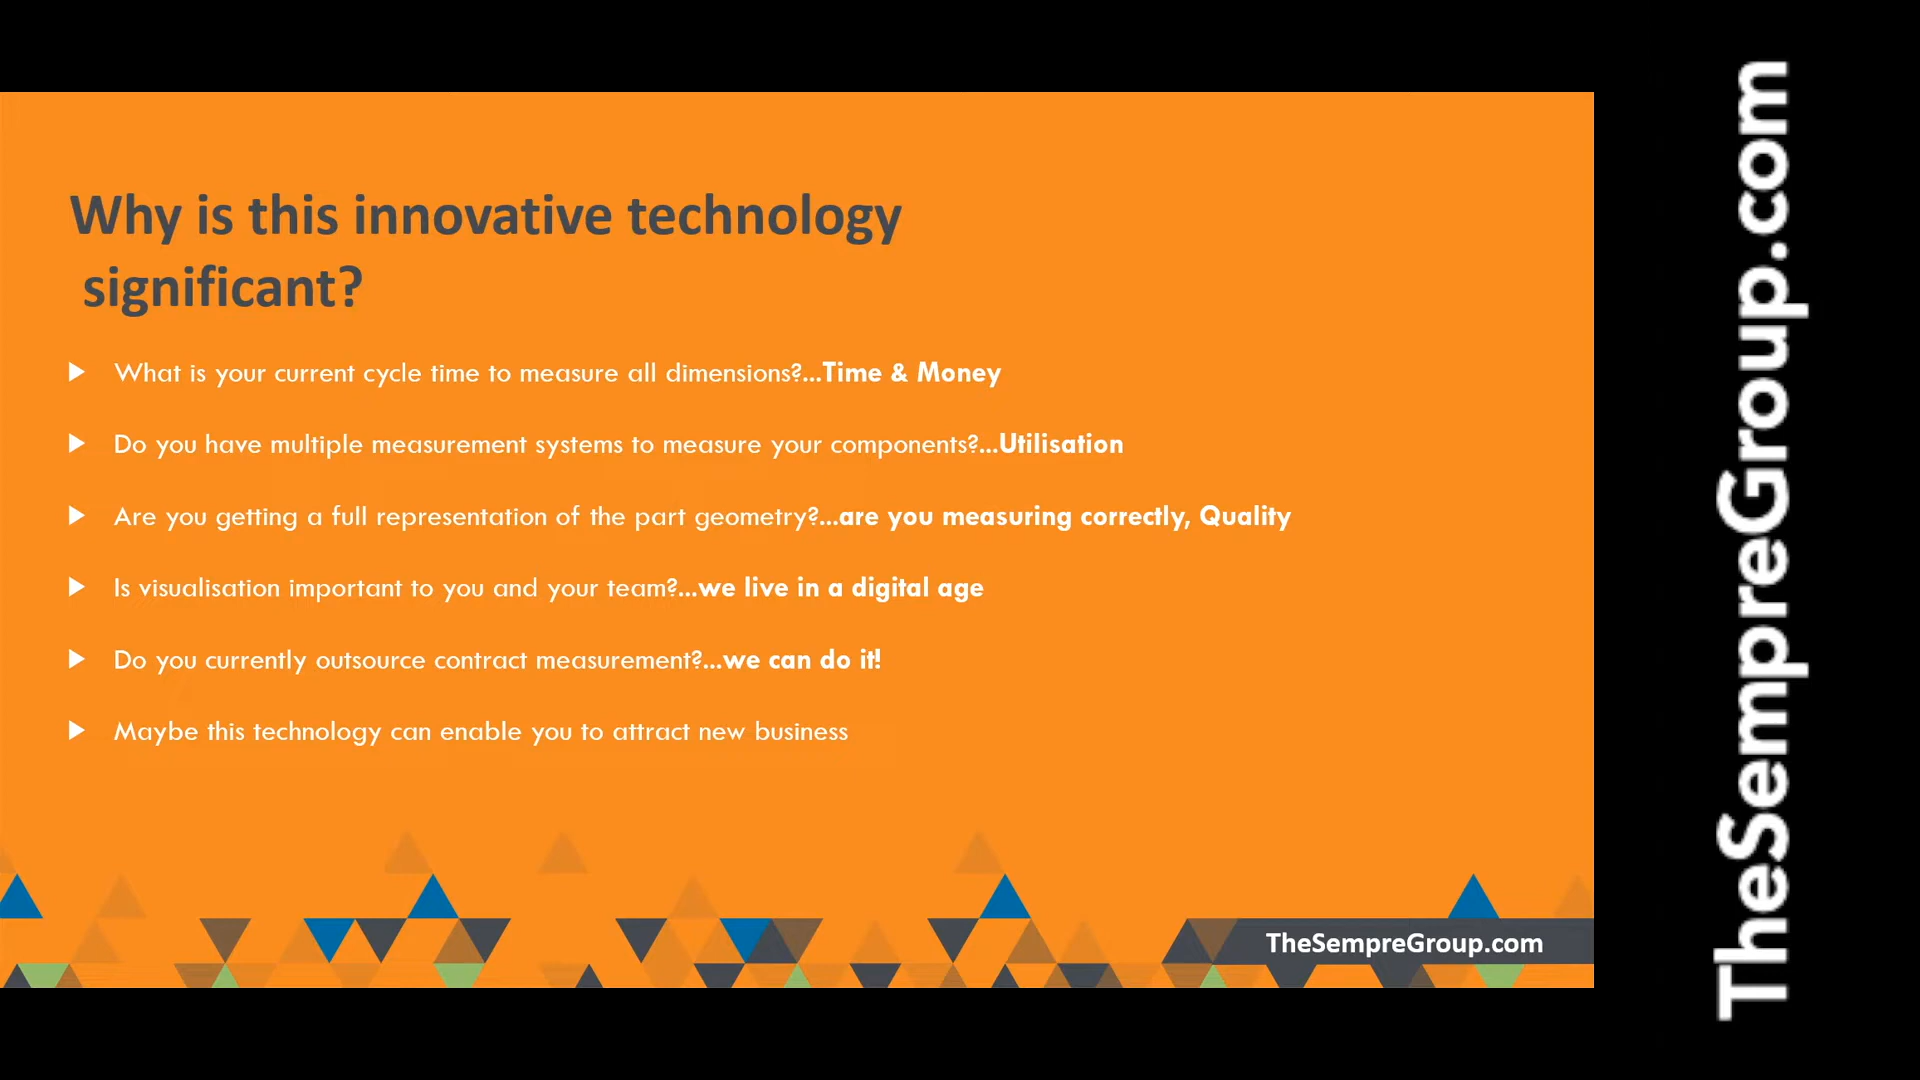 Why is this innovative technology
significant?
What is your current cycle time to measure all dimensions?...Time & Money
Do you have multiple measurement systems to measure your components?...Utilisation
Are you getting a full representation of the part geometry?...are you measuring correctly, Quality
Is visualisation important to you and your team?...we live in a digital age
Do you currently outsource contract measurement?...we can do it!
Maybe this technology can enable you to attract new business
TheSempreGroup.com
TheSempreGroup.com